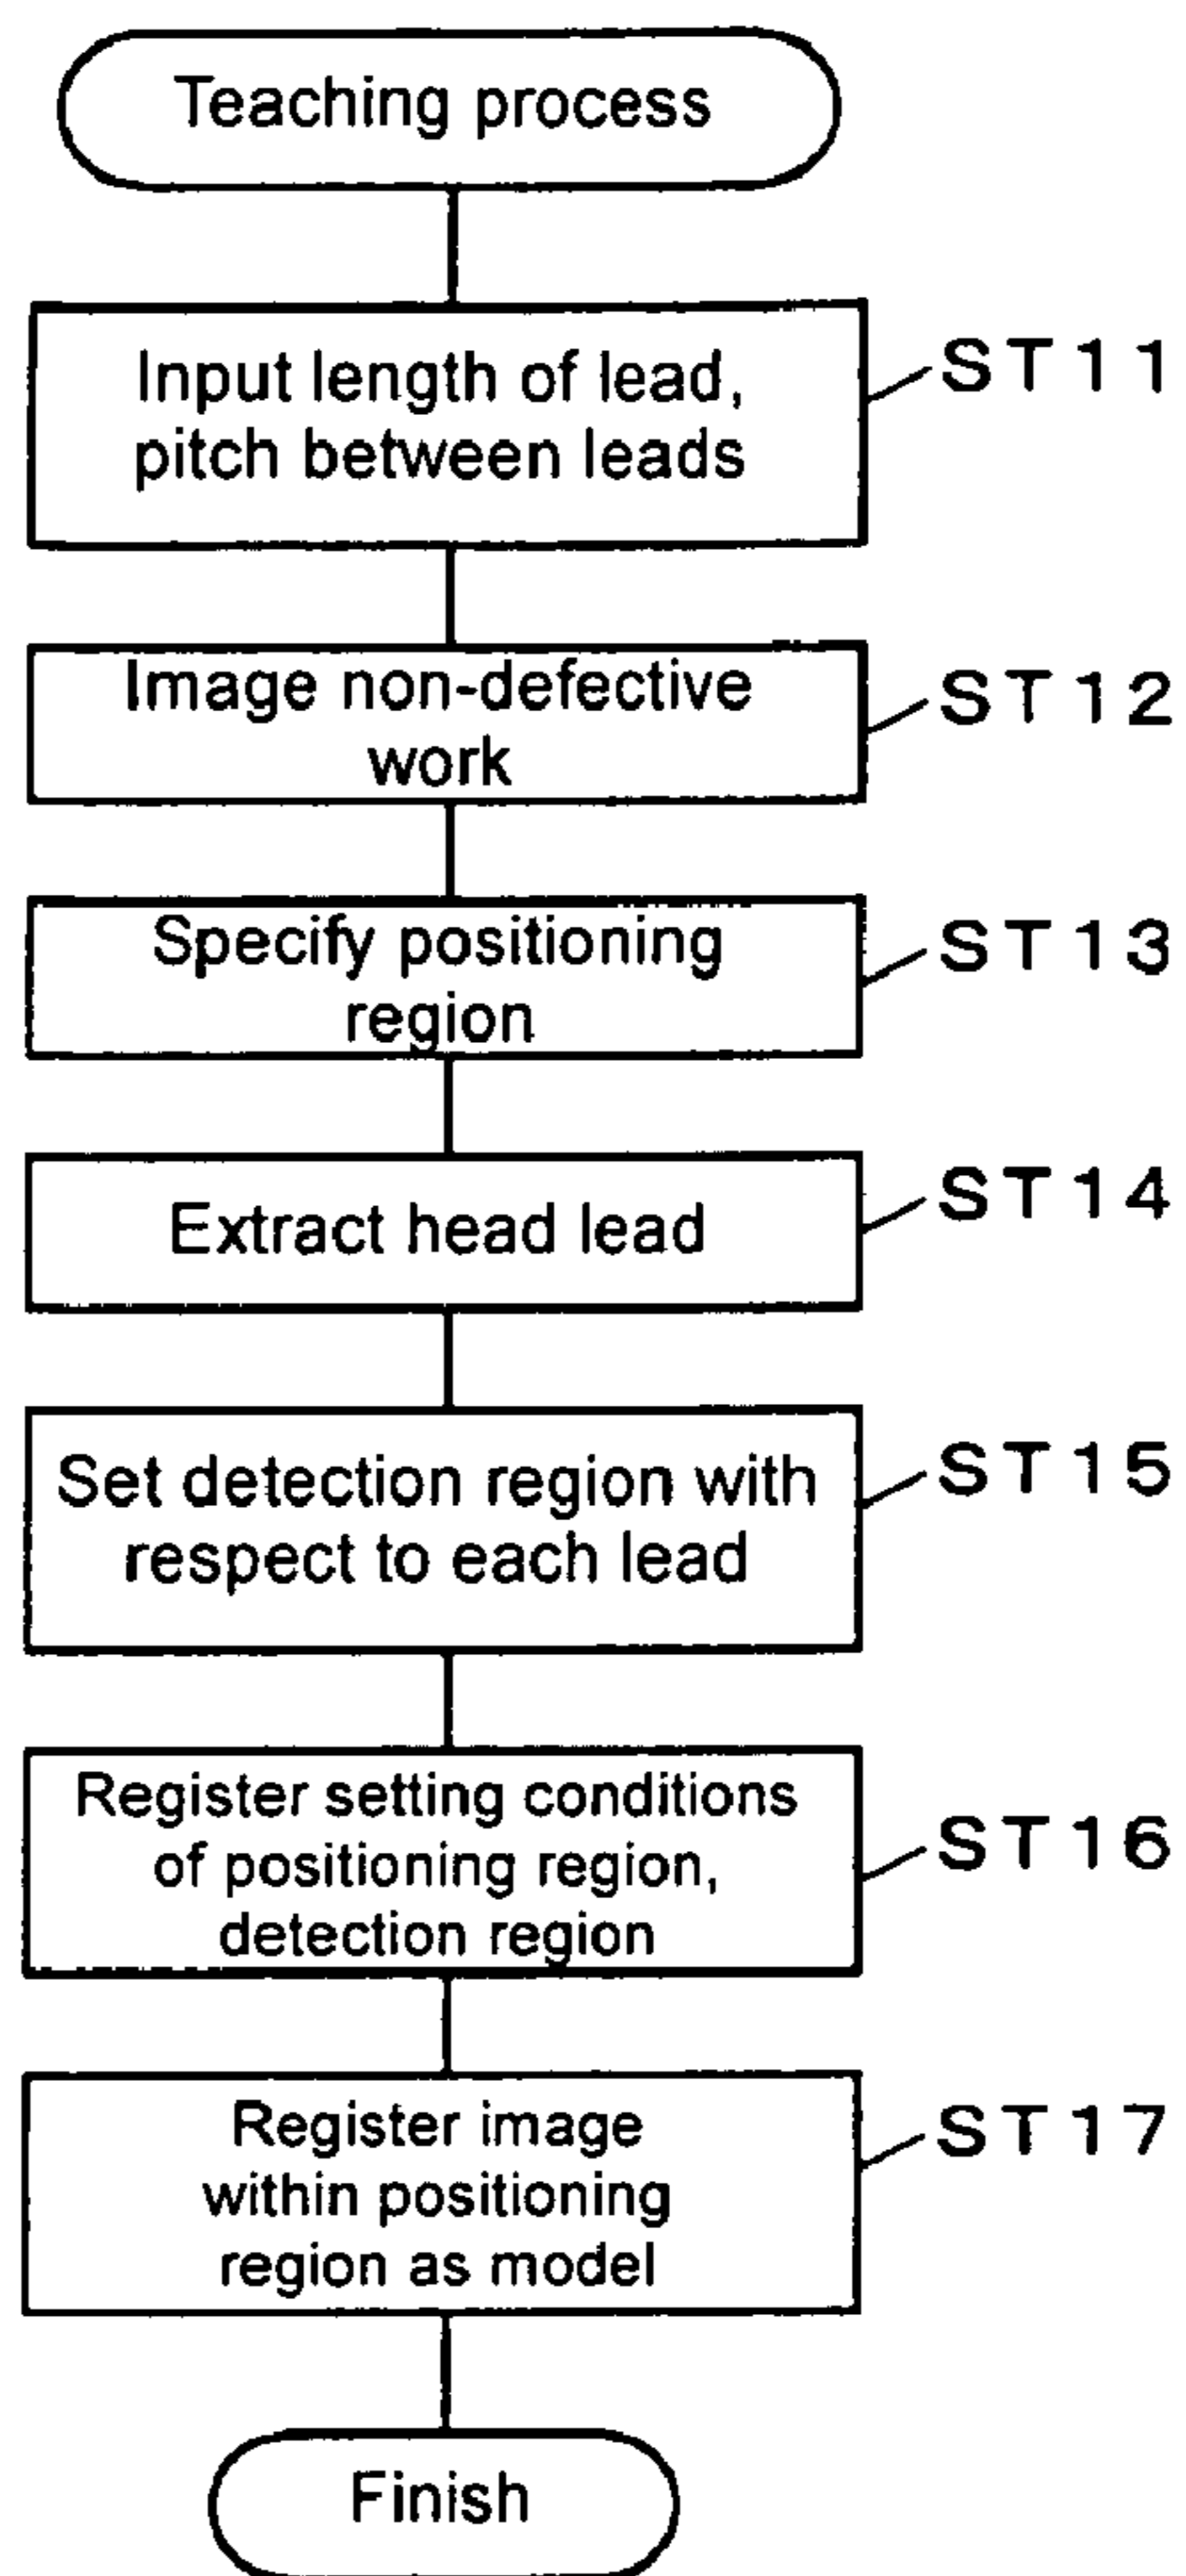 Teaching process
Input length of lead,
pitch between leads
ST11
Image non-defective
work
ST12
Specify positioning
region
ST13
Extract head lead
ST14
Set detection region with
respect to each lead
ST15
Register setting conditions
of positioning region,
detection region
ST16
Register image
within positioning
region as model
ST17
Finish